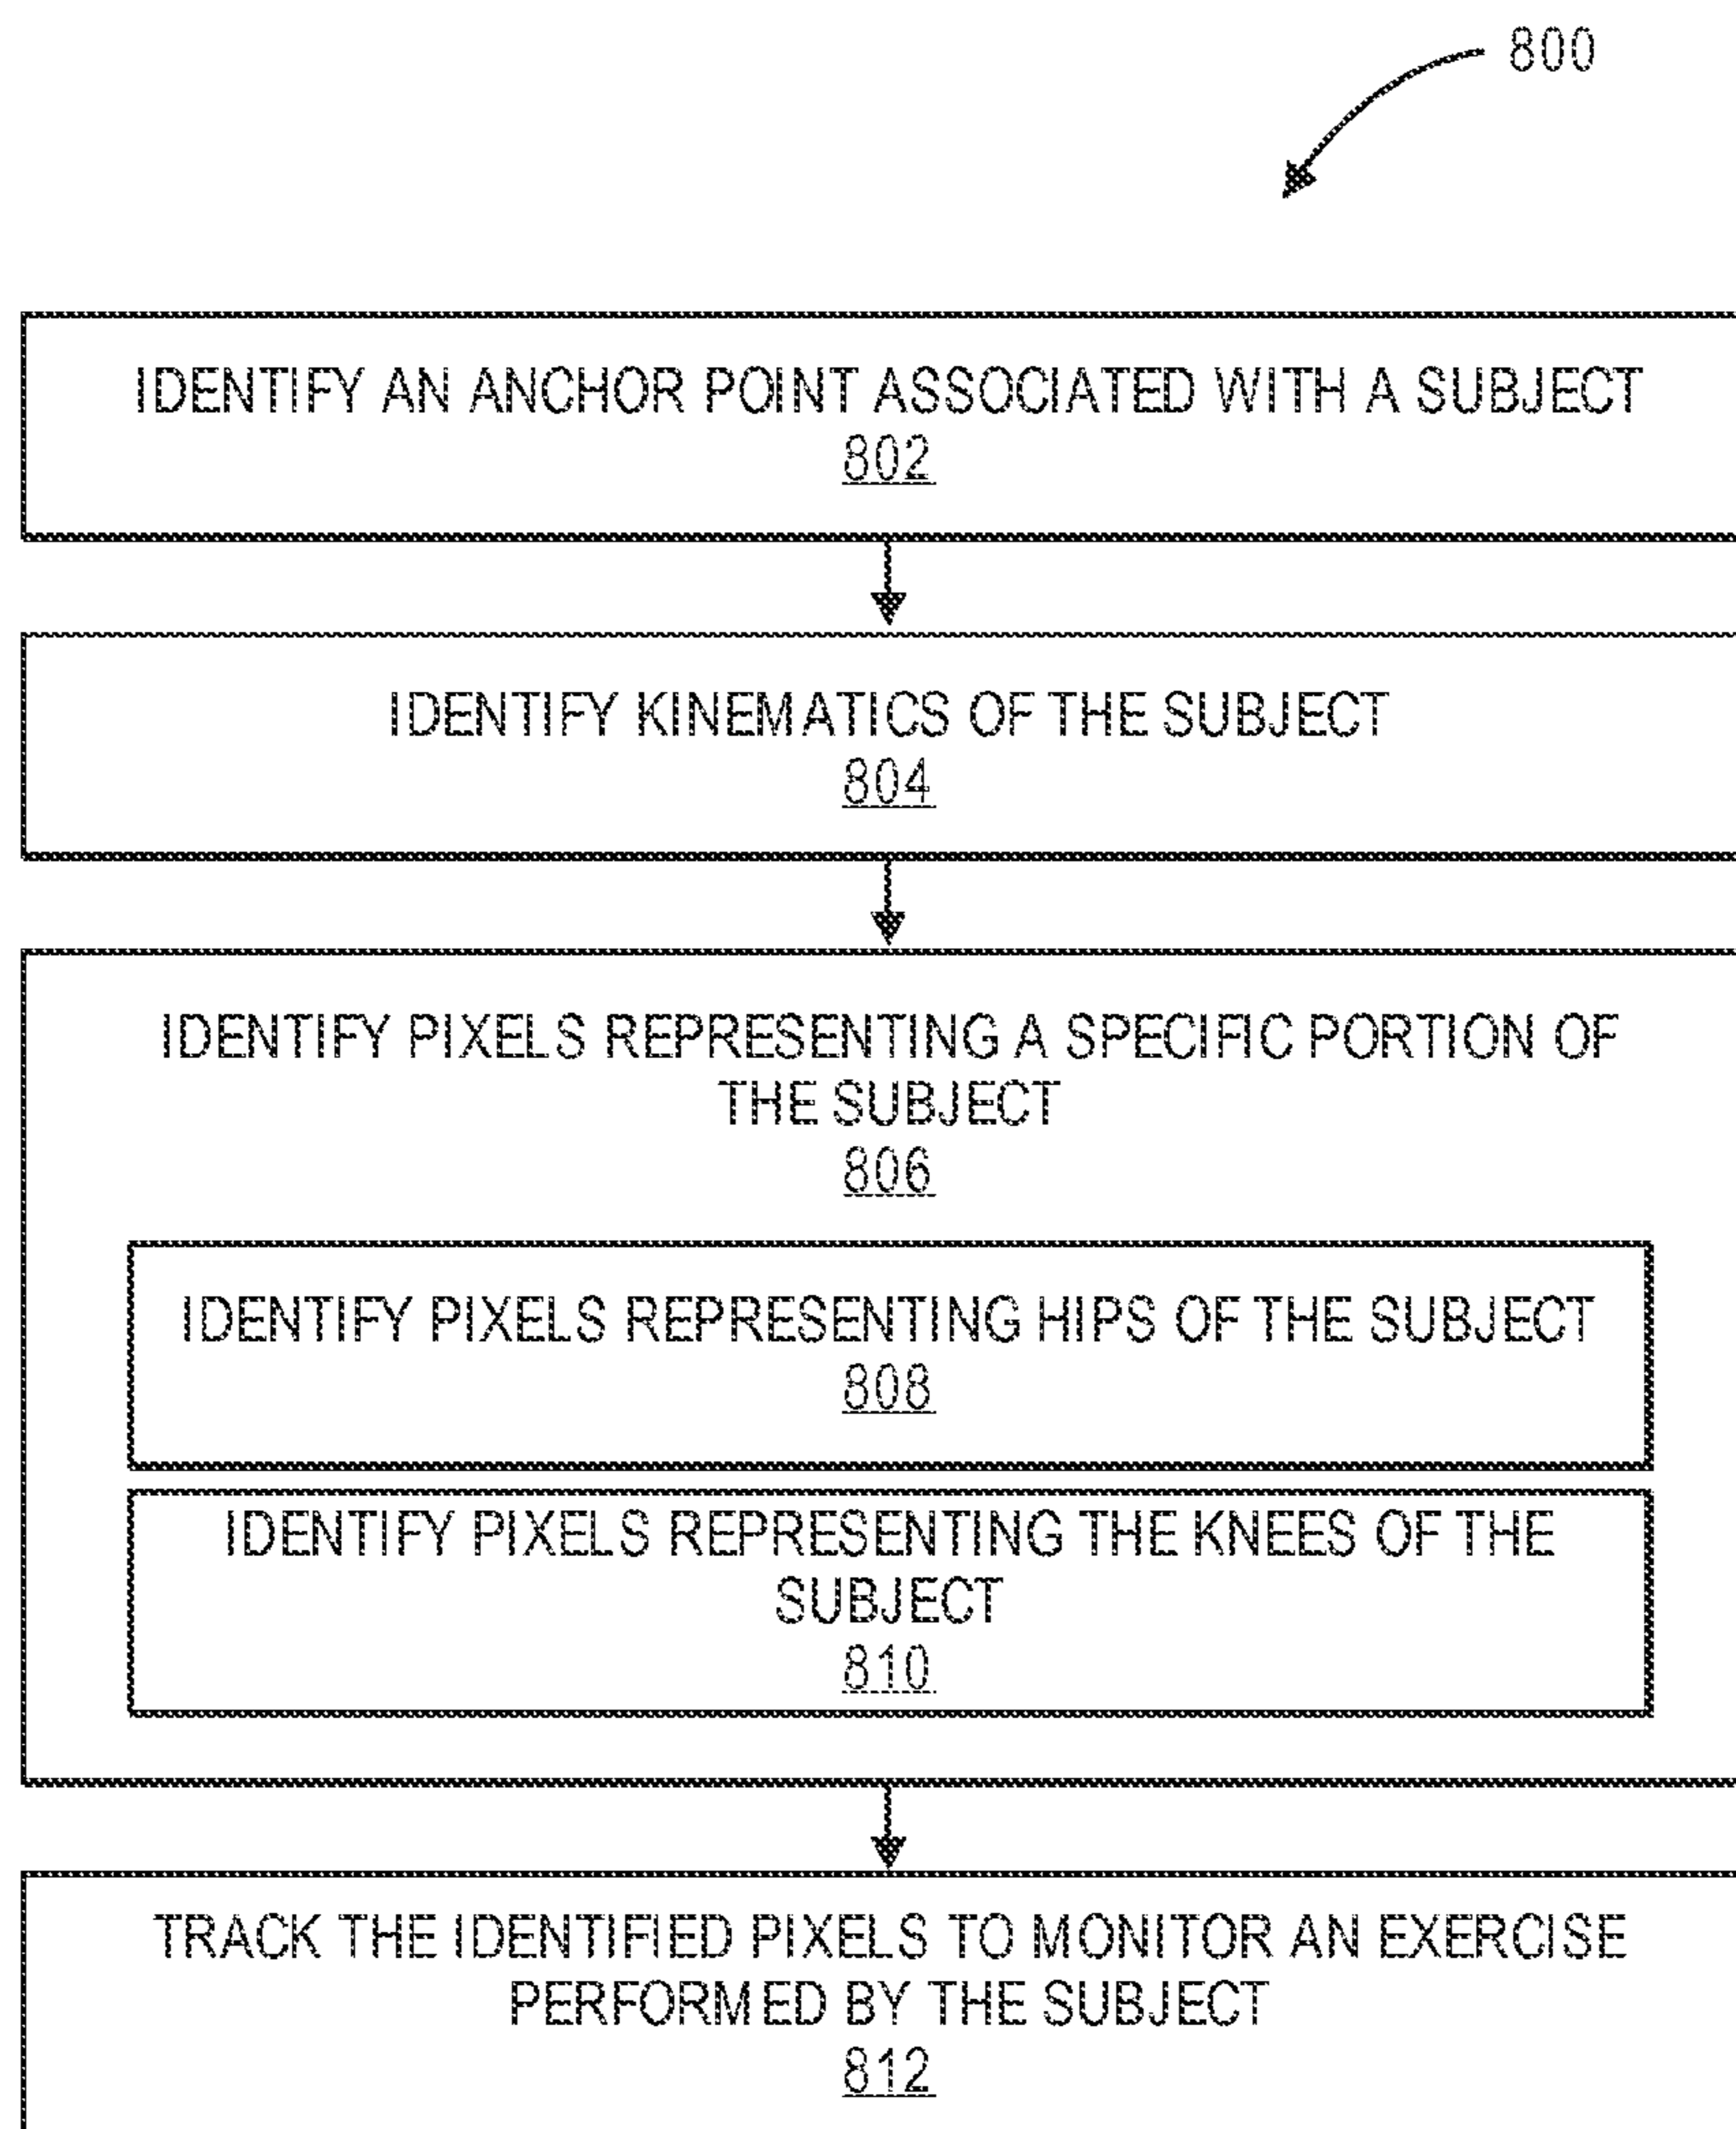 800
IDENTIFY AN ANCHOR POINT ASSOCIATED WITH A SUBJECT
802
IDENTIFY KINEMATICS OF THE SUBJECT
804
IDENTIFY PIXELS REPRESENTING A SPECIFIC PORTION OF
THE SUBJECT
806
IDENTIFY PIXELS REPRESENTING HIPS OF THE SUBJECT
808
IDENTIFY PIXELS REPRESENTING THE KNEES OF THE
SUBJECT
810
TRACK THE IDENTIFIED PIXELS TO MONITOR AN EXERCISE
PERFORMED BY THE SUBJECT
812